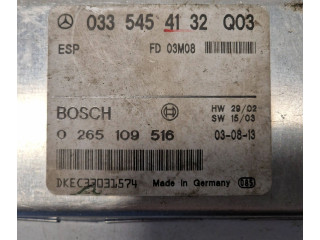 033 545 41 32 Q03
ESP FD 03M08
BOSCH HW 29/02
SW 15/03
0 265 109 516 03-08-13
DKEC33031574 Made in Germany